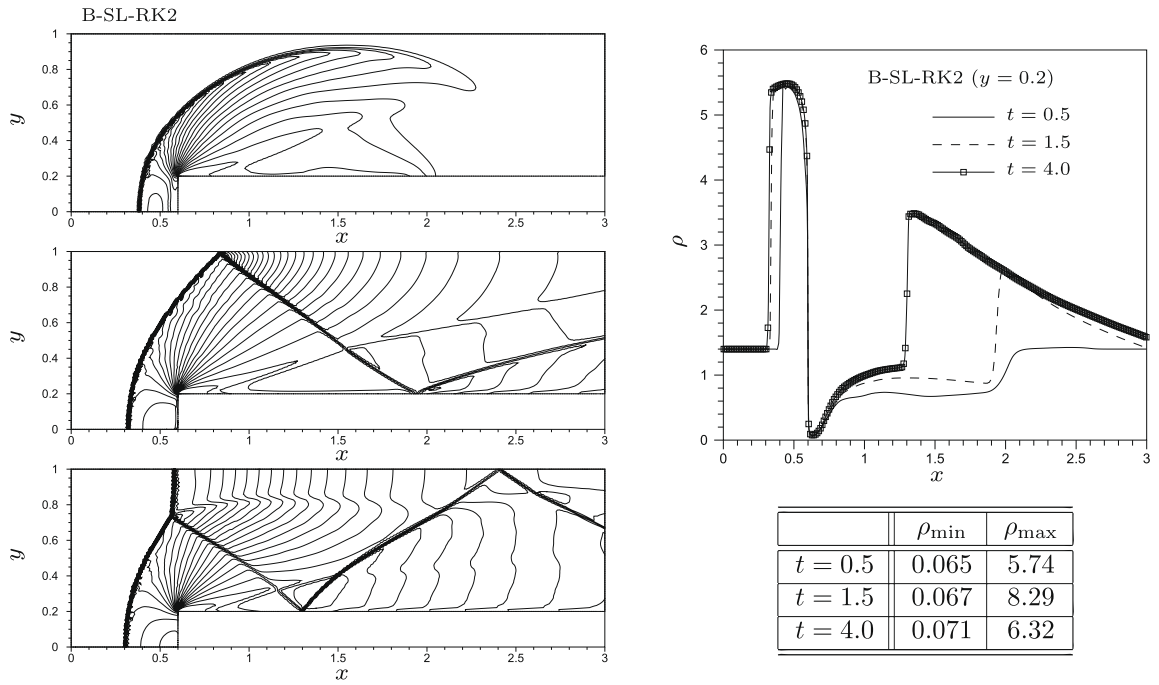 B-SL-RK2
1
0.8
0.6
0.4
0.2
0
y
0 0.5 1 1.5 2 2.5 3
x
1
0.8
0.6
0.4
0.2
0
y
0 0.5 1 1.5 2 2.5 3
x
1
0.8
0.6
0.4
0.2
0
y
0 0.5 1 1.5 2 2.5 3
x
6
5
4
3
2
1
0
ρ
B-SL-RK2 (y = 0.2)
t = 0.5
t = 1.5
t = 4.0
0 0.5 1 1.5 2 2.5 3
x
ρmin ρmax
t = 0.5 0.065 5.74
t = 1.5 0.067 8.29
t = 4.0 0.071 6.32